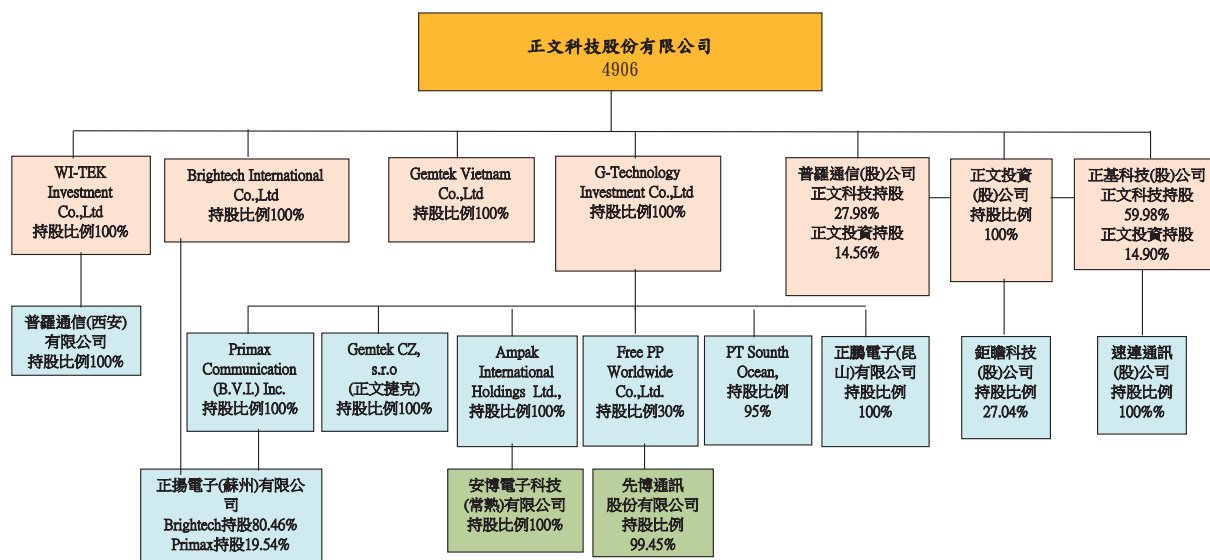 正文科技股份有限公司
4906
WI-TEK
Investment
Co.,Ltd
持股比例100%
Brightech International
Co.,Ltd
持股比例100%
Gemtek Vietnam
Co.,Ltd
持股比例100%
G-Technology
Investment Co.,Ltd
持股比例100%
普羅通信(股)公司
正文科技持股
27.98%
正文投資持股
14.56%
正文投資
(股)公司
持股比例
100%
正基科技(股)公司
正文科技持股
59.98%
正文投資持股
14.90%
普羅通信(西安)
有限公司
持股比例100%
Primax
Communication
(B.V.I.) Inc.
持股比例100%
Gemtek CZ,
s.r.o
(正文捷克)
持股比例100%
Ampak
International
Holdings Ltd.,
持股比例100%
Free PP
Worldwide
Co.,Ltd.
持股比例30%
PT Sounth
Ocean,
持股比例
95%
正鵬電子(昆
山)有限公司
持股比例
100%
鉅瞻科技
(股)公司
持股比例
27.04%
速連通訊
(股)公司
持股比例
100%%
正揚電子(蘇州)有限公
司
Brightech持股80.46%
Primax持股19.54%
安博電子科技
(常熟)有限公司
持股比例100%
先博通訊
股份有限公司
持股比例
99.45%